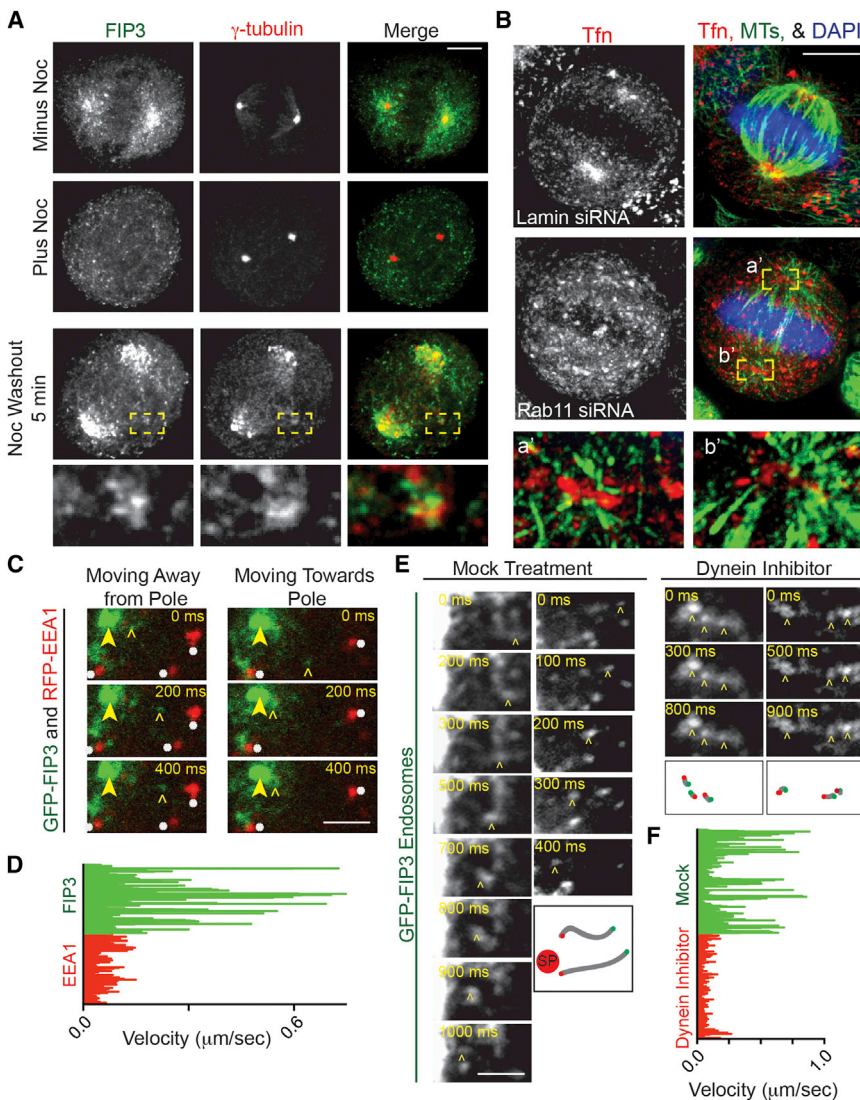 A
FIP3
γ-tubulin
Merge
Minus Noc
Plus Noc
Noc Washout
5 min
B
Tfn
Tfn, MTs, & DAPI
Lamin siRNA
a'
b'
Rab11 siRNA
a'
b'
C
Moving Away
from Pole
Moving Towards
Pole
GFP-FIP3 and RFP-EEA1
0 ms
0 ms
200 ms
200 ms
400 ms
400 ms
D
FIP3
EEA1
0.0
0.6
Velocity (μm/sec)
E
Mock Treatment
Dynein Inhibitor
GFP-FIP3 Endosomes
0 ms
200 ms
300 ms
500 ms
700 ms
800 ms
900 ms
1000 ms
0 ms
100 ms
200 ms
300 ms
400 ms
SP
0 ms
300 ms
800 ms
0 ms
500 ms
900 ms
F
Mock
Dynein Inhibitor
0.0
1.0
Velocity (μm/sec)